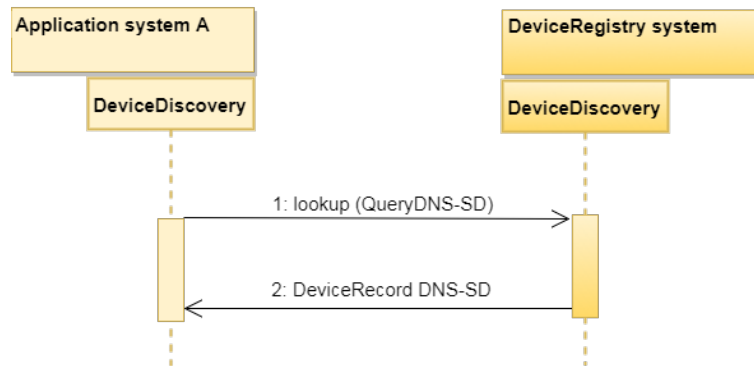 Application system A
DeviceRegistry system
DeviceDiscovery
DeviceDiscovery
1: lookup (QueryDNS-SD)
2: DeviceRecord DNS-SD